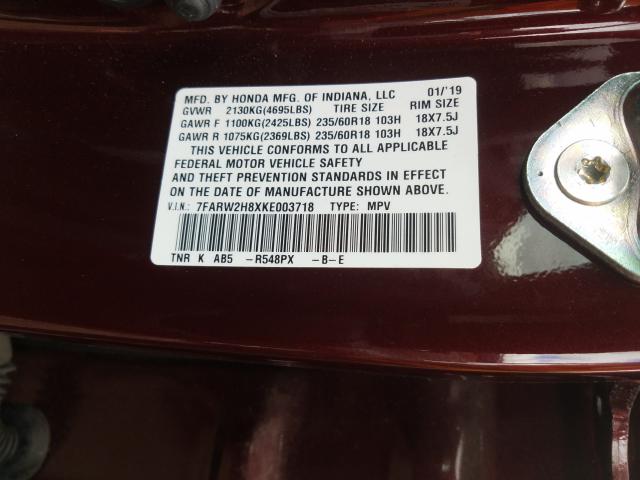 MFD. BY HONDA MFG. OF INDIANA, LLC 01/'19
GVWR 2130KG(4695LBS) TIRE SIZE RIM SIZE
GAWR F 1100KG(2425LBS) 235/60R18 103H 18X7.5J
GAWR R 1075KG(2369LBS) 235/60R18 103H 18X7.5J
THIS VEHICLE CONFORMS TO ALL APPLICABLE
FEDERAL MOTOR VEHICLE SAFETY
AND THEFT PREVENTION STANDARDS IN EFFECT
ON THE DATE OF MANUFACTURE SHOWN ABOVE.
V.I.N.: 7FARW2H8XKE003718 TYPE: MPV
TNR K AB5 -R548PX -B-E